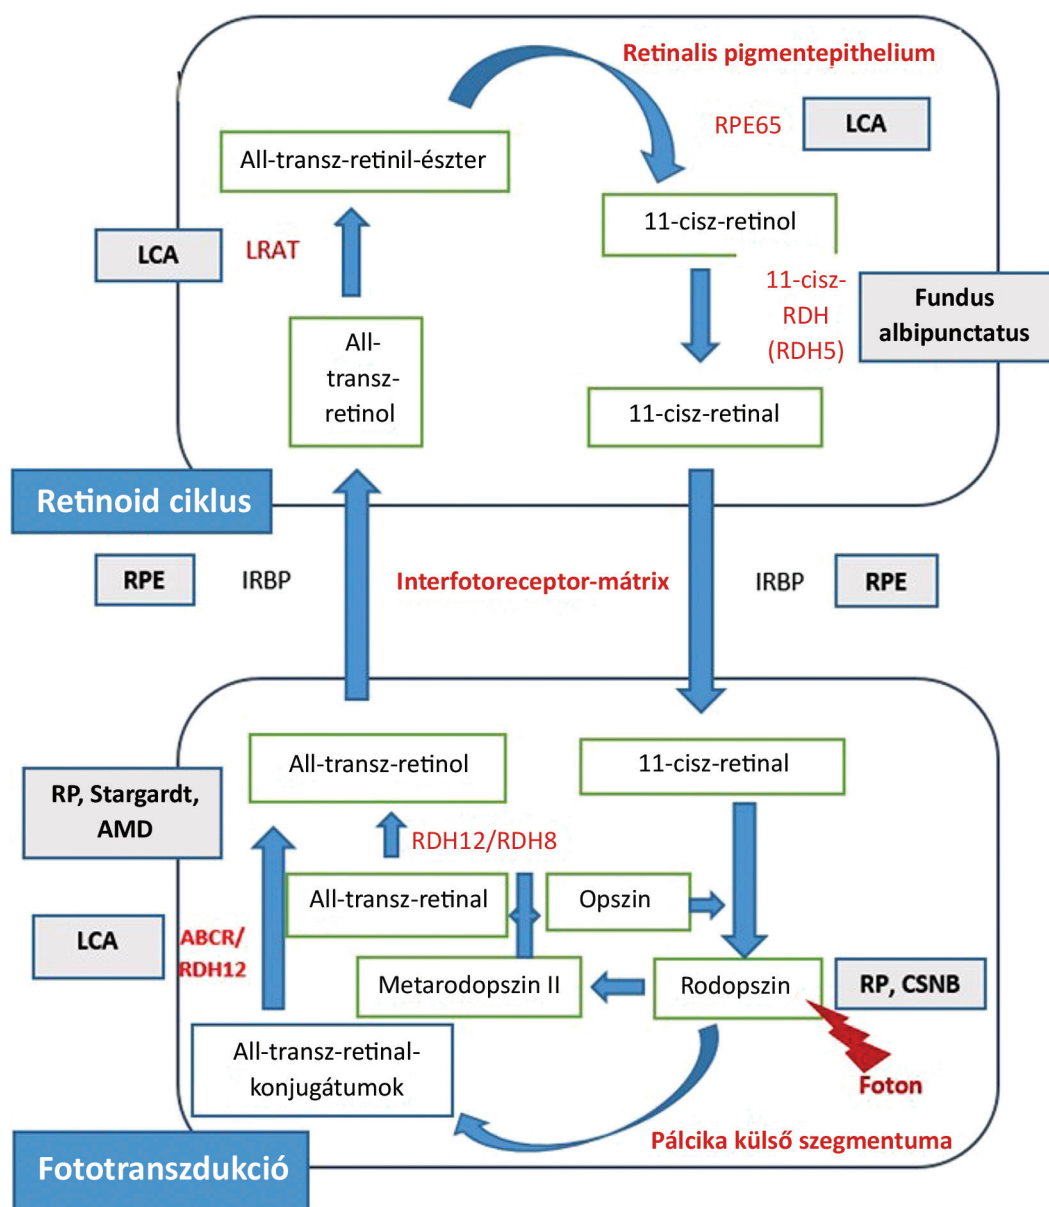 Retinalis pigmentepithelium
RPE65
LCA
All-transz-retinil-észter
11-cisz-retinol
LCA
LRAT
11-cisz-
RDH
(RDH5)
Fundus
albipunctatus
All-
transz-
retinol
11-cisz-retinal
Retinoid ciklus
RPE
IRBP
Interfotoreceptor-mátrix
IRBP
RPE
All-transz-retinol
11-cisz-retinal
RP, Stargardt,
AMD
RDH12/RDH8
All-transz-retinal
Opszin
LCA
ABCR/
RDH12
Metarodopszin II
Rodopszin
RP, CSNB
All-transz-retinal-
konjugátumok
Foton
Pálcika külső szegmentuma
Fototranszdukció